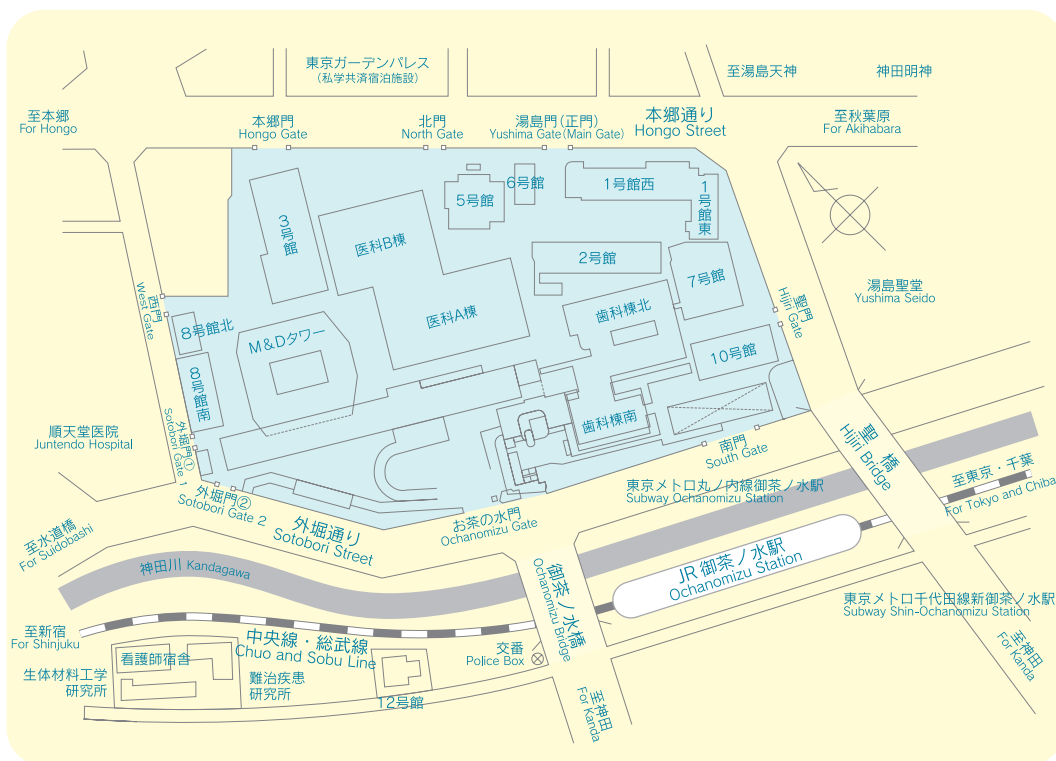 東京ガーデンパレス
(私学共済宿泊施設)
至湯島天神
神田明神
至本郷
For Hongo
本郷門
Hongo Gate
北門
North Gate
湯島門(正門)
Yushima Gate(Main Gate)
本郷通り
Hongo Street
至秋葉原
For Akihabara
3号館
医科B棟
5号館
6号館
1号館西
1号館東
2号館
7号館
医科A棟
歯科棟北
西門
West Gate
8号館北
M&Dタワー
聖門
Hijiri Gate
湯島聖堂
Yushima Seido
10号館
8号館南
歯科棟南
順天堂医院
Juntendo Hospital
外堀門①
Sotobori Gate 1
外堀門②
Sotobori Gate 2
外堀通り
Sotobori Street
お茶の水門
Ochanomizu Gate
南門
South Gate
聖橋
Hijiri Bridge
東京メトロ丸ノ内線御茶ノ水駅
Subway Ochanomizu Station
至東京・千葉
For Tokyo and Chiba
至水道橋
For Suidobashi
神田川 Kandagawa
御茶ノ水橋
Ochanomizu Bridge
JR 御茶ノ水駅
Ochanomizu Station
東京メトロ千代田線新御茶ノ水駅
Subway Shin-Ochanomizu Station
至新宿
For Shinjuku
中央線・総武線
Chuo and Sobu Line
交番
Police Box
至神田
For Kanda
看護師宿舎
生体材料工学
研究所
難治疾患
研究所
12号館
至神田
For Kanda